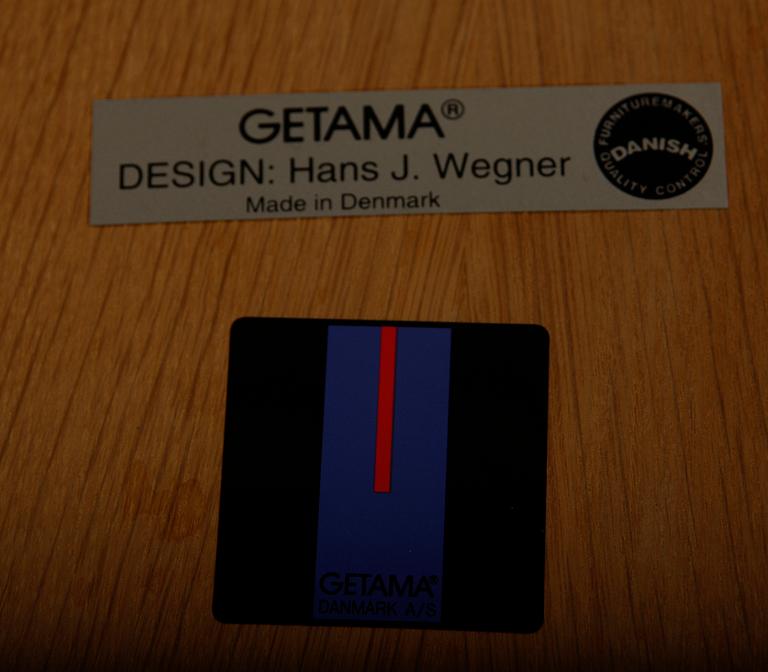 GETAMA®
DESIGN: Hans J. Wegner
Made in Denmark
FURNITUREMAKERS'
DANISH
QUALITY CONTROL
GETAMA®
DANMARK A/S